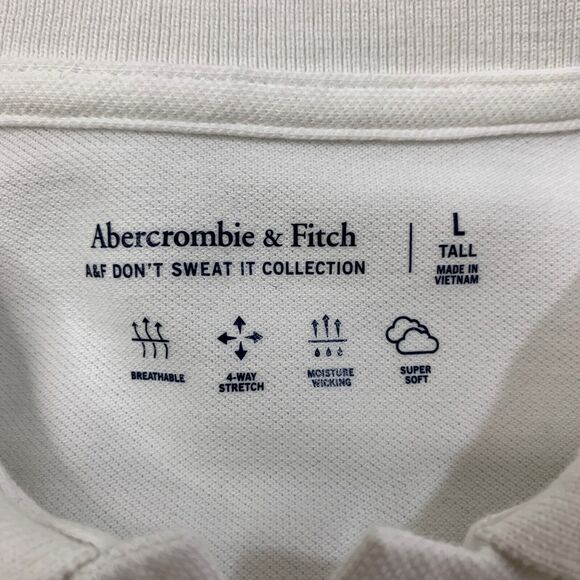 Abercrombie & Fitch
A&F DON'T SWEAT IT COLLECTION
L
TALL
MADE IN
VIETNAM
BREATHABLE
4-WAY
STRETCH
MOISTURE
WICKING
SUPER
SOFT